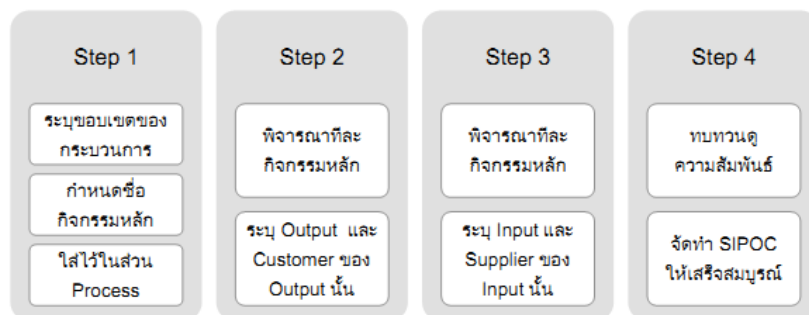 Step 1
ระบุขอบเขตของ
กระบวนการ
กำหนดชื่อ
กิจกรรมหลัก
ใส่ไว้ในส่วน
Process
Step 2
พิจารณาทีละ
กิจกรรมหลัก
ระบุ Output และ
Customer ของ
Output นั้น
Step 3
พิจารณาทีละ
กิจกรรมหลัก
ระบุ Input และ
Supplier ของ
Input นั้น
Step 4
ทบทวนดู
ความสัมพันธ์
จัดทำ SIPOC
ให้เสร็จสมบูรณ์